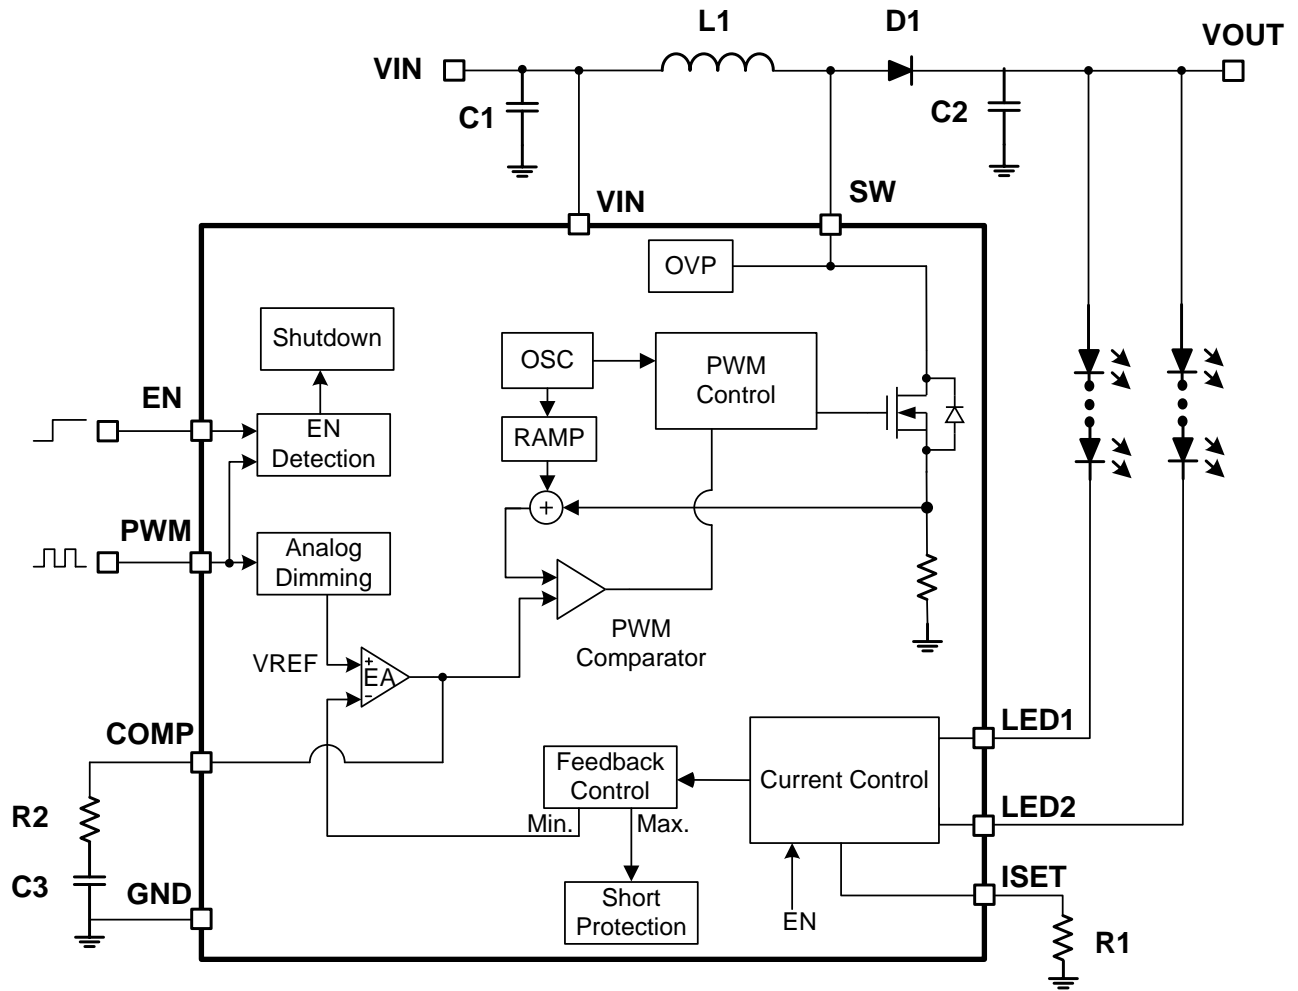 L1
D1
VOUT
VIN
C1
C2
VIN
SW
OVP
Shutdown
OSC
PWM
Control
EN
EN
Detection
RAMP
+
PWM
Analog
Dimming
PWM
Comparator
VREF
+
EA
-
COMP
LED1
Feedback
Control
Current Control
R2
Min.
Max.
LED2
C3
GND
ISET
Short
Protection
EN
R1